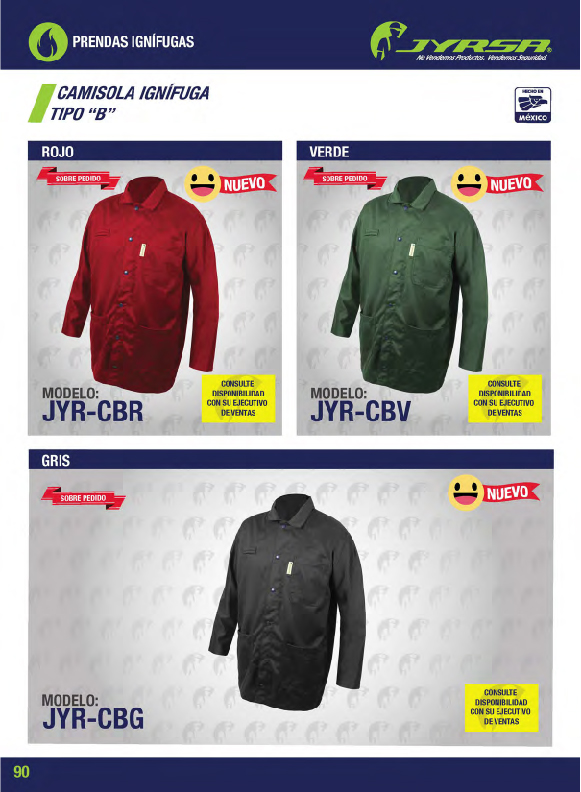 PRENDAS IGNÍFUGAS
JYRSA®
No Vendemos Productos. Vendemos Seguridad.
CAMISOLA IGNÍFUGA
TIPO “B”
HECHO EN
MÉXICO
ROJO
SOBRE PEDIDO
NUEVO
MODELO:
JYR-CBR
CONSULTE
DISPONIBILIDAD
CON SU EJECUTIVO
DE VENTAS
VERDE
SOBRE PEDIDO
NUEVO
MODELO:
JYR-CBV
CONSULTE
DISPONIBILIDAD
CON SU EJECUTIVO
DE VENTAS
GRIS
SOBRE PEDIDO
NUEVO
MODELO:
JYR-CBG
CONSULTE
DISPONIBILIDAD
CON SU EJECUTIVO
DE VENTAS
90